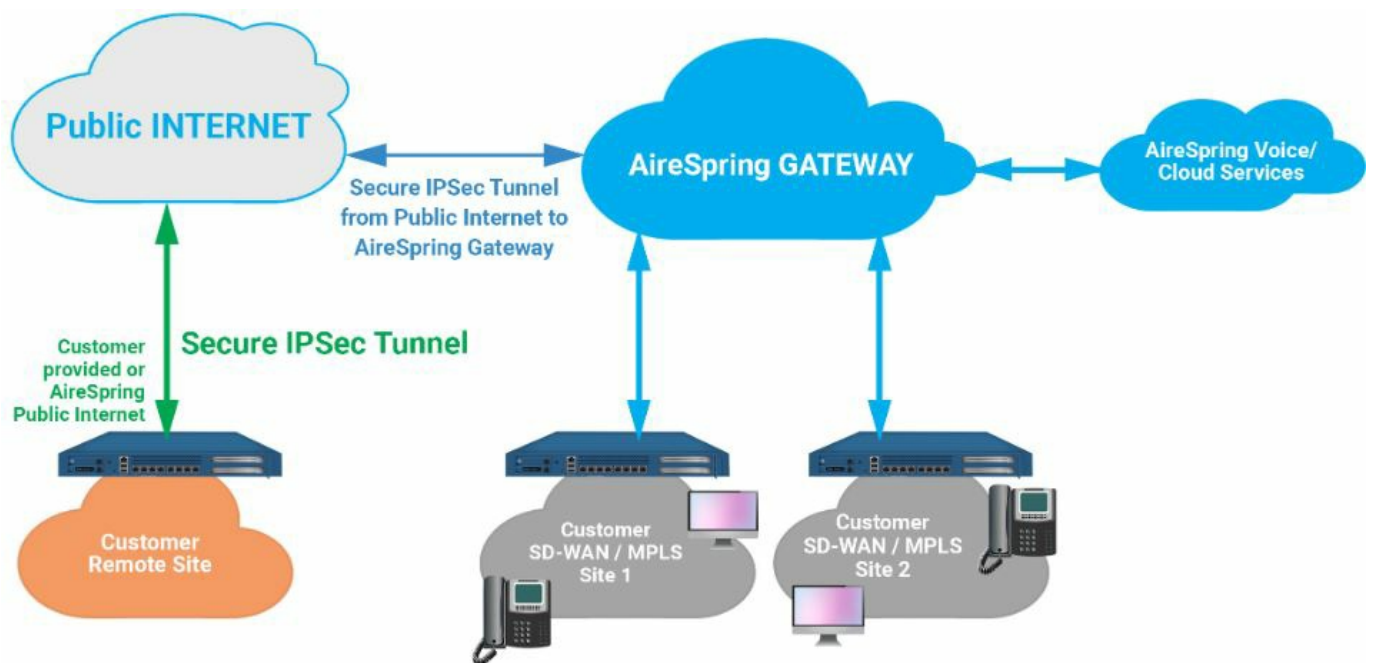 Public INTERNET
AireSpring GATEWAY
AireSpring Voice/
Cloud Services
Secure IPSec Tunnel
from Public Internet to
AireSpring Gateway
Secure IPSec Tunnel
Customer
provided or
AireSpring
Public Internet
Customer
Remote Site
Customer
SD-WAN / MPLS
Site 1
Customer
SD-WAN / MPLS
Site 2